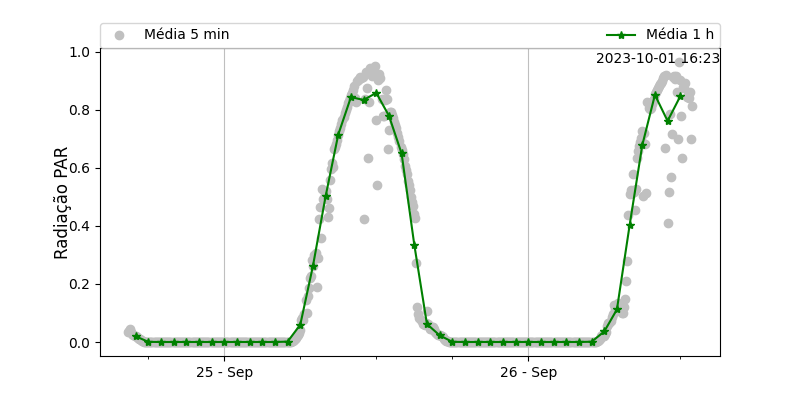 Média 5 min
Média 1 h
2023-10-01 16:23
Radiação PAR
1.0
0.8
0.6
0.4
0.2
0.0
25 - Sep
26 - Sep